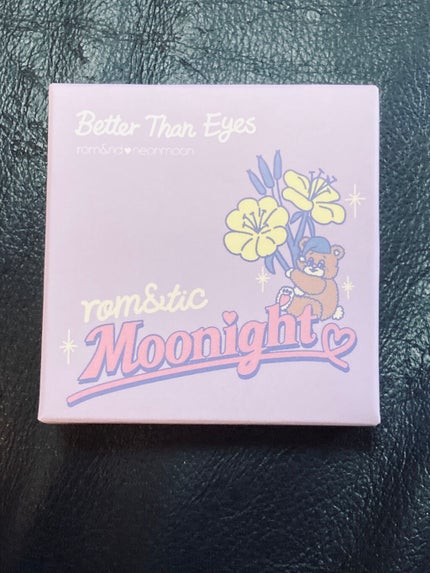 Better Than Eyes
rom&nd♥neonmoon
rom&tic
Moonight